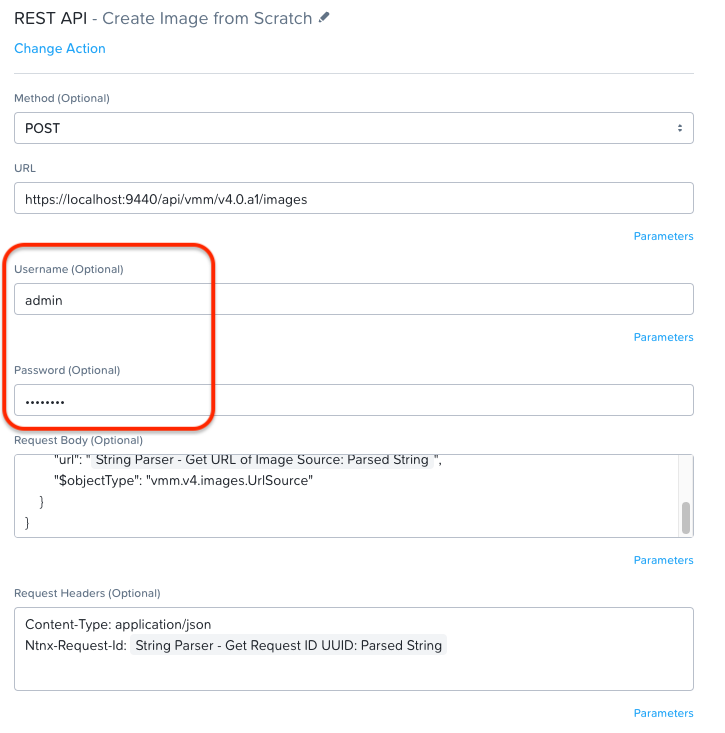 REST API - Create Image from Scratch
Change Action
Method (Optional)
POST
URL
https://localhost:9440/api/vmm/v4.0.a1/images
Parameters
Username (Optional)
admin
Parameters
Password (Optional)
••••••••
Request Body (Optional)
"url": " String Parser - Get URL of Image Source: Parsed String ",
"$objectType": "vmm.v4.images.UrlSource"
}
}
Parameters
Request Headers (Optional)
Content-Type: application/json
Ntnx-Request-Id: String Parser - Get Request ID UUID: Parsed String
Parameters